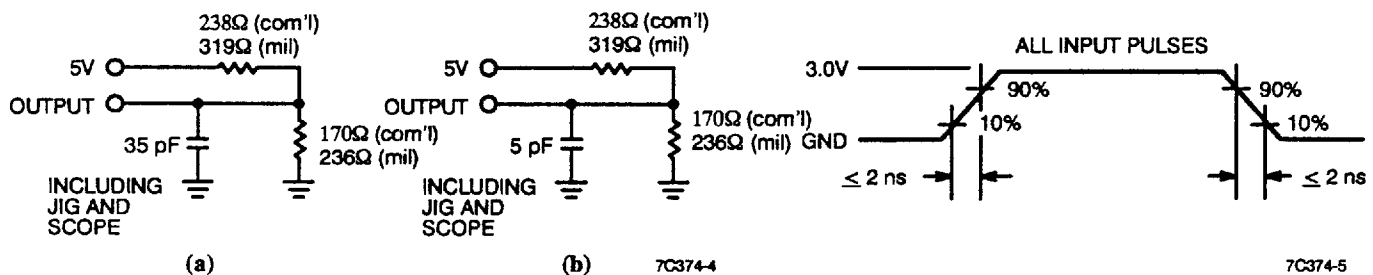 238Ω (com'l)
319Ω (mil)
5V
OUTPUT
35 pF
170Ω (com'l)
236Ω (mil)
INCLUDING
JIG AND
SCOPE
(a)
238Ω (com'l)
319Ω (mil)
5V
OUTPUT
5 pF
170Ω (com'l)
236Ω (mil)
INCLUDING
JIG AND
SCOPE
(b)
7C374-4
ALL INPUT PULSES
3.0V
90%
10%
GND
≤ 2 ns
90%
10%
≤ 2 ns
7C374-5